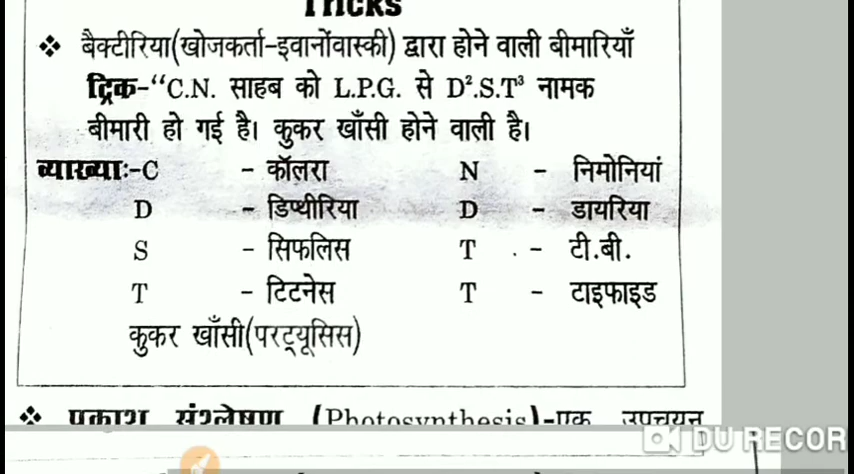 Tricks
❖ बैक्टीरिया(खोजकर्ता-इवानोंवास्की) द्वारा होने वाली बीमारियाँ
ट्रिक-“C.N. साहब को L.P.G. से D².S.T³ नामक
बीमारी हो गई है। कुकर खाँसी होने वाली है।
व्याख्याः-C - कॉलरा N - निमोनियां
D - डिप्थीरिया D - डायरिया
S - सिफलिस T - टी.बी.
T - टिटनेस T - टाइफाइड
कुकर खाँसी(परट्यूसिस)
❖ प्रकाश संश्लेषण (Photosynthesis)-एक उपचयन
DU RECOR